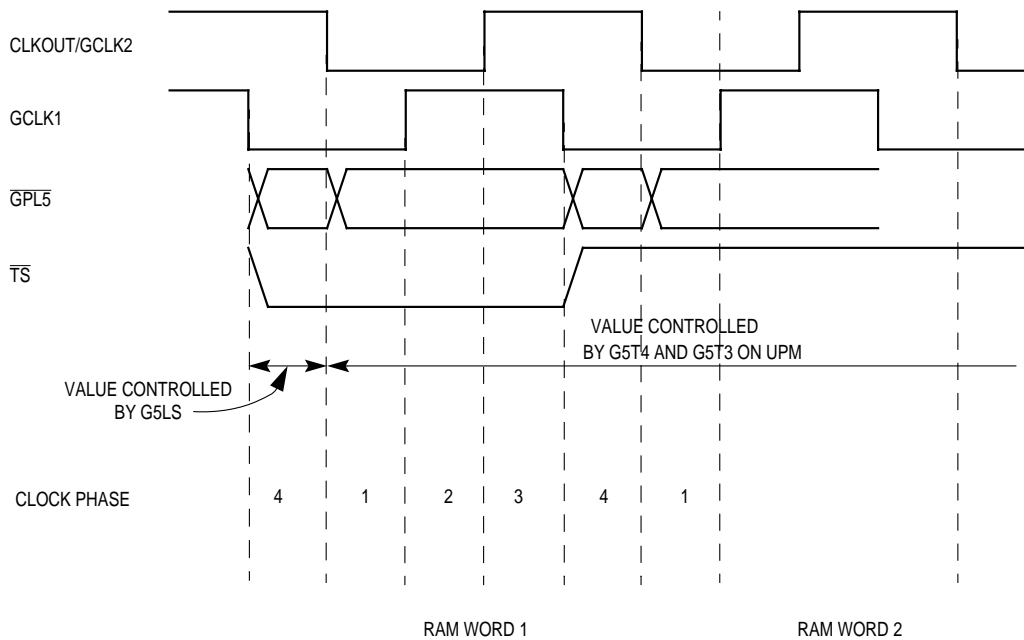 CLKOUT/GCLK2
GCLK1
GPL5
TS
VALUE CONTROLLED
BY G5T4 AND G5T3 ON UPM
VALUE CONTROLLED
BY G5LS
CLOCK PHASE 4 1 2 3 4 1
RAM WORD 1 RAM WORD 2